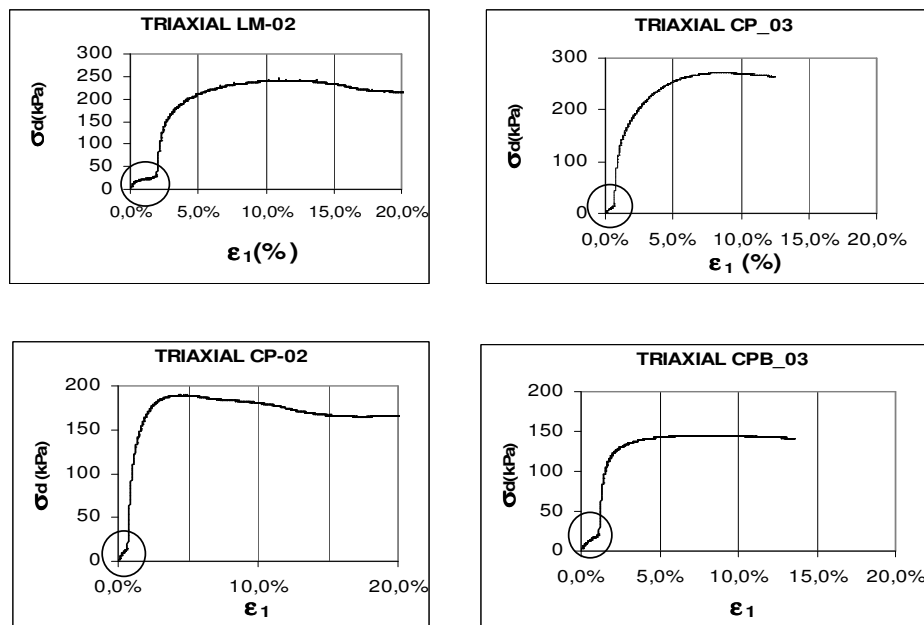 TRIAXIAL LM-02
300
250
200
150
100
50
0
σd(kPa)
0,0% 5,0% 10,0% 15,0% 20,0%
ε1(%)
TRIAXIAL CP_03
300
200
100
0
σd(kPa)
0,0% 5,0% 10,0% 15,0% 20,0%
ε1 (%)
TRIAXIAL CP-02
200
150
100
50
0
σd (kPa)
0,0% 10,0% 20,0%
ε1
TRIAXIAL CPB_03
200
150
100
50
0
σd(kPa)
0,0% 5,0% 10,0% 15,0% 20,0%
ε1